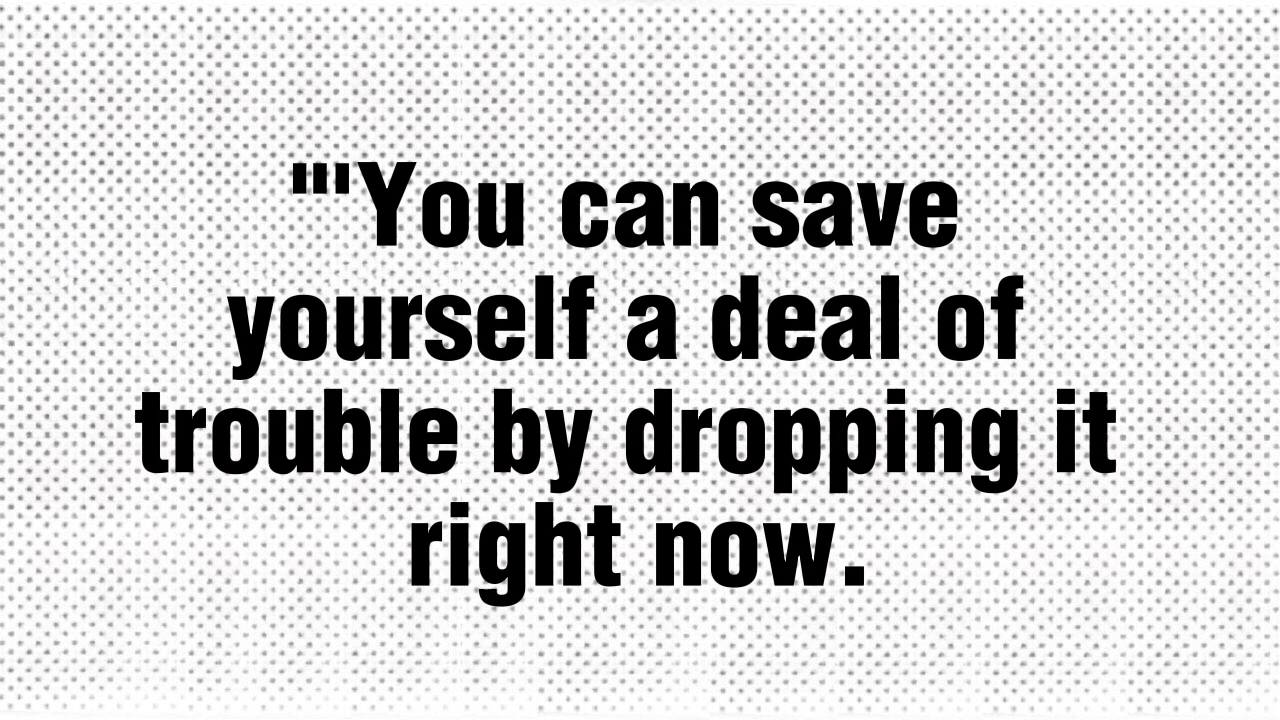 "'You can save
yourself a deal of
trouble by dropping it
right now.